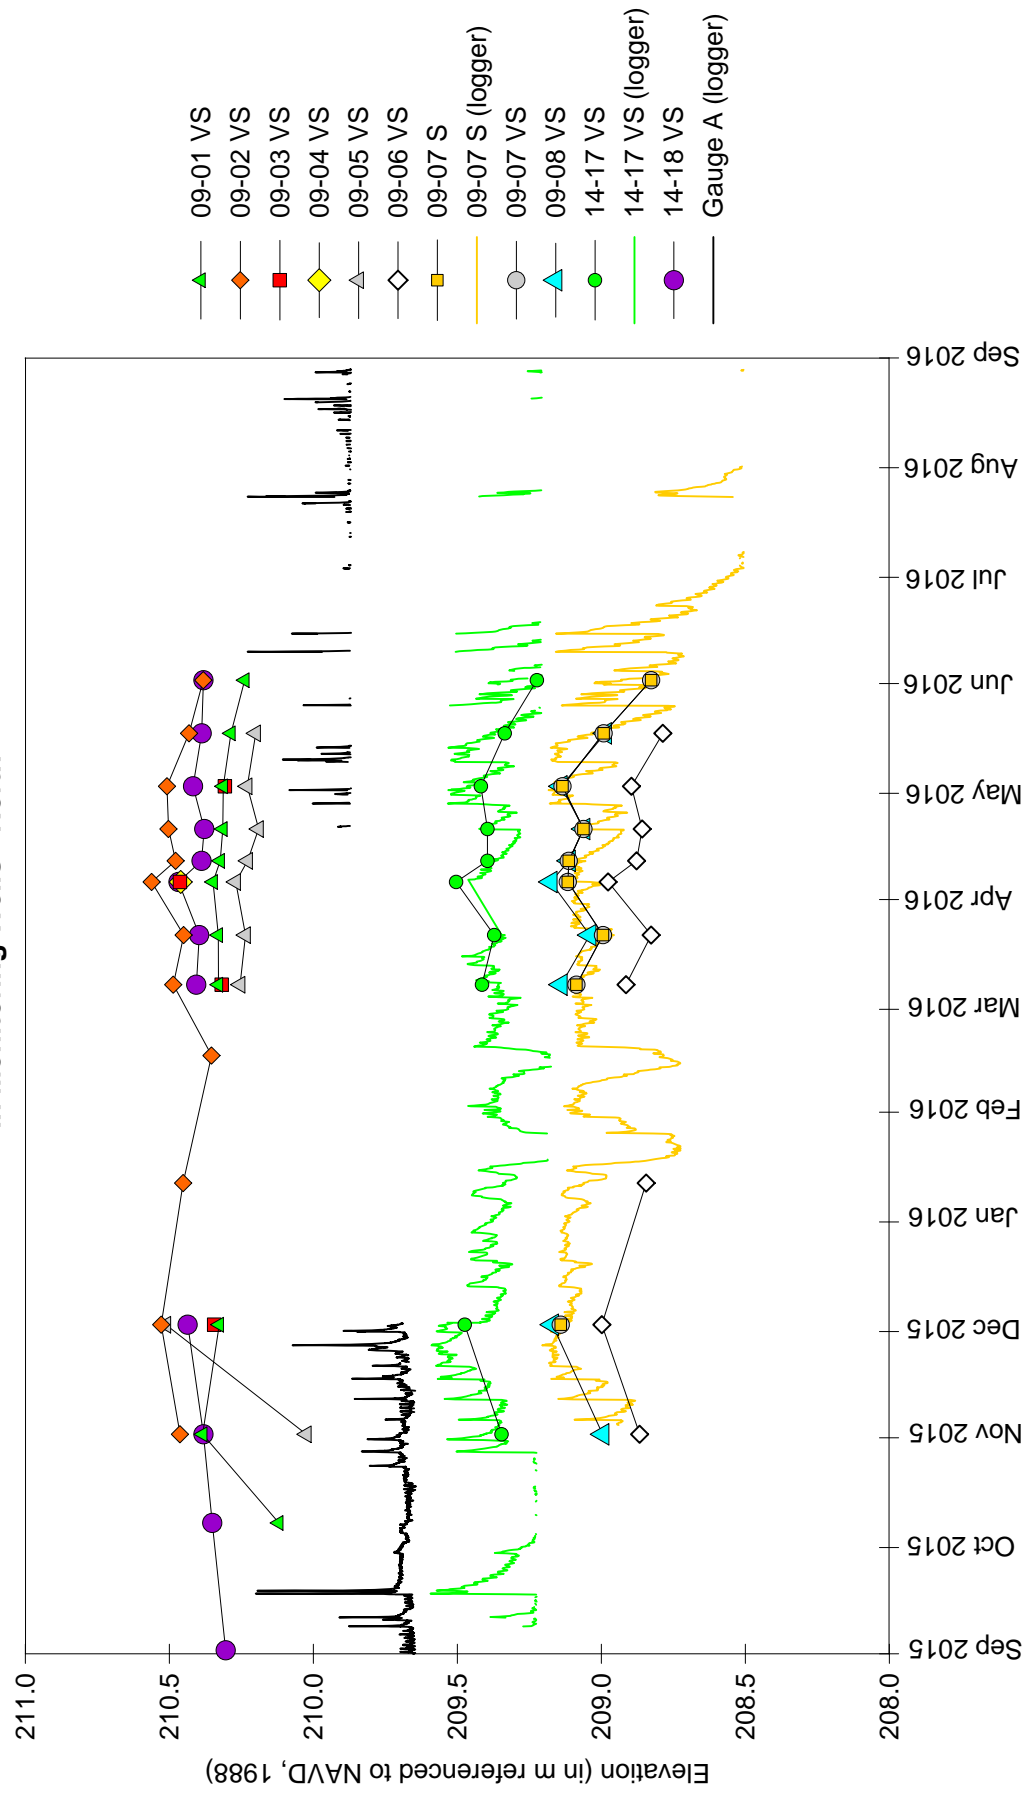 211.0
210.5
210.0
209.5
209.0
208.5
208.0
Elevation (in m referenced to NAVD, 1988)
Sep 2015
Oct 2015
Nov 2015
Dec 2015
Jan 2016
Feb 2016
Mar 2016
Apr 2016
May 2016
Jun 2016
Jul 2016
Aug 2016
Sep 2016
09-01 VS
09-02 VS
09-03 VS
09-04 VS
09-05 VS
09-06 VS
09-07 S
09-07 S (logger)
09-07 VS
09-08 VS
14-17 VS
14-17 VS (logger)
14-18 VS
Gauge A (logger)